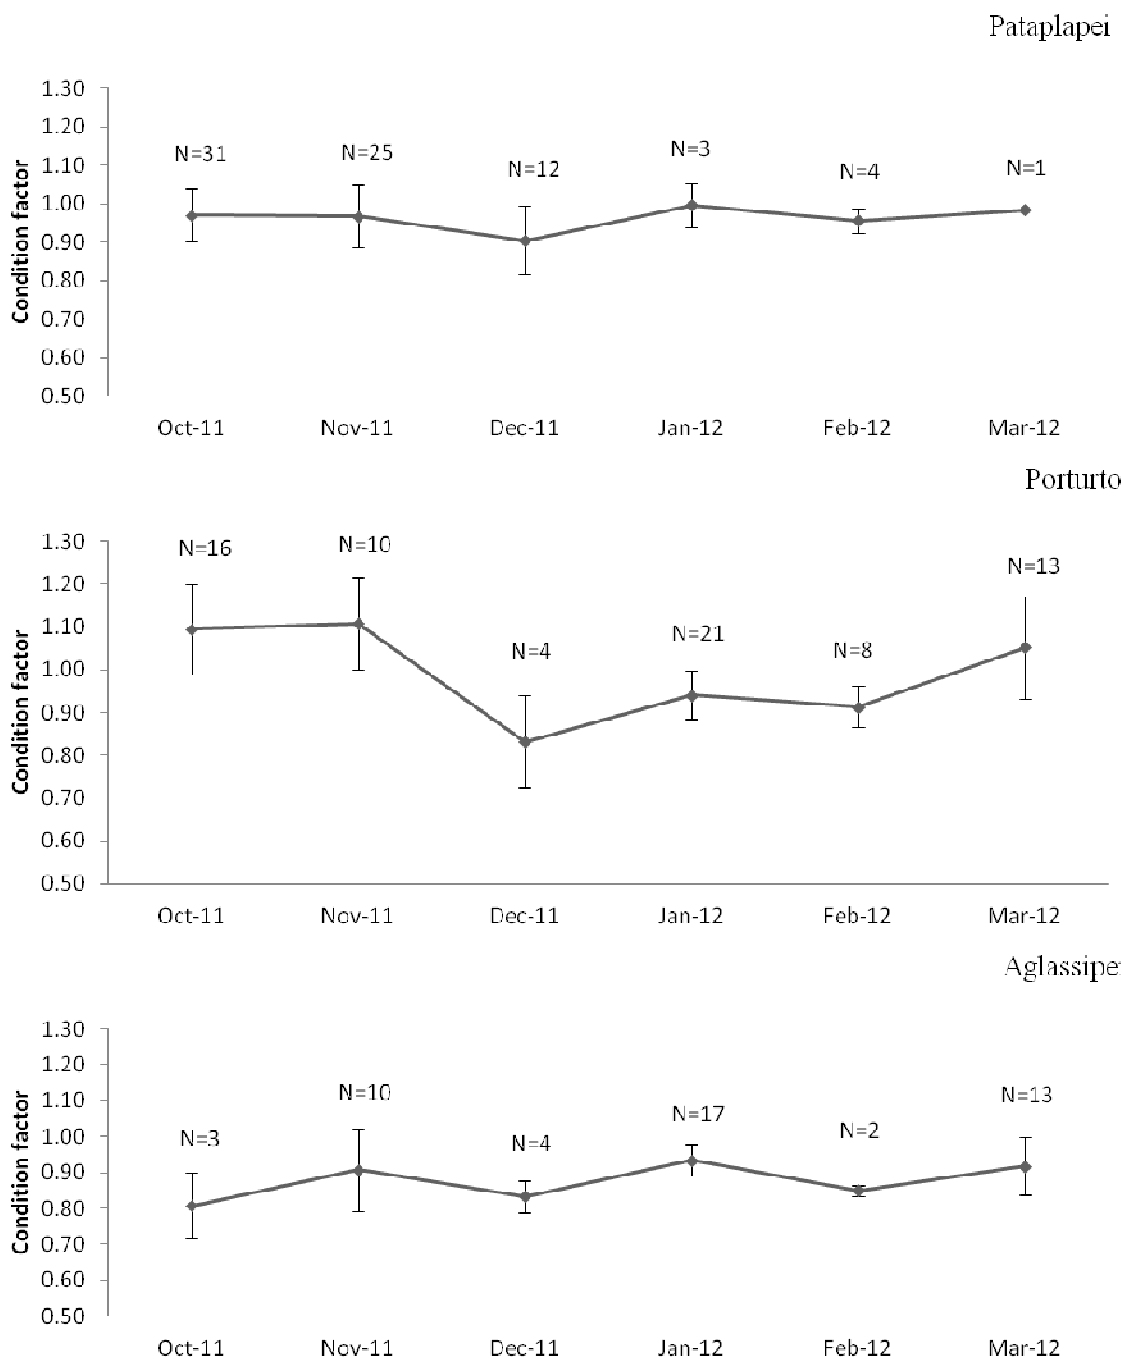 Pataplapei
1.30
1.20
1.10
1.00
0.90
0.80
0.70
0.60
0.50
Condition factor
N=31
N=25
N=12
N=3
N=4
N=1
Oct-11 Nov-11 Dec-11 Jan-12 Feb-12 Mar-12
Porturto
1.30
1.20
1.10
1.00
0.90
0.80
0.70
0.60
0.50
Condition factor
N=16
N=10
N=4
N=21
N=8
N=13
Oct-11 Nov-11 Dec-11 Jan-12 Feb-12 Mar-12
Aglassipei
1.30
1.20
1.10
1.00
0.90
0.80
0.70
0.60
0.50
Condition factor
N=3
N=10
N=4
N=17
N=2
N=13
Oct-11 Nov-11 Dec-11 Jan-12 Feb-12 Mar-12